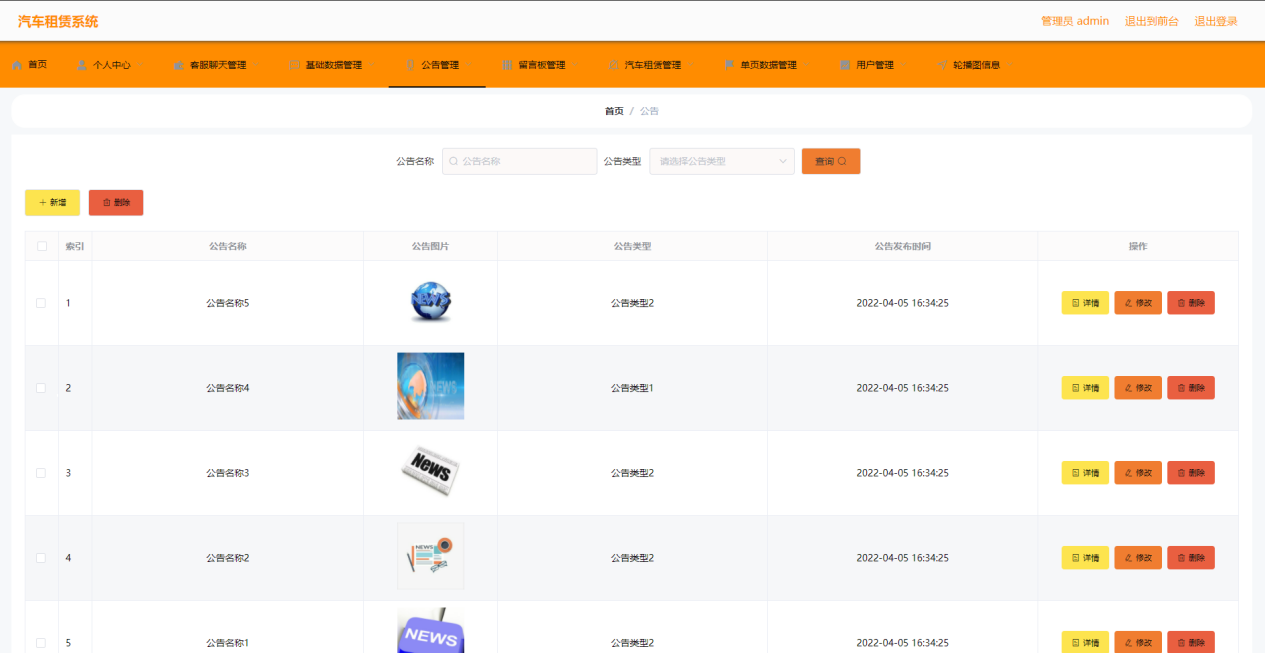 汽车租赁系统
管理员 admin 退出到前台 退出登录
首页 个人中心 客服聊天管理 基础数据管理 公告管理 留言板管理 汽车租赁管理 单页数据管理 用户管理 轮播图信息
首页 / 公告
公告名称 公告名称 公告类型 请选择公告类型 查询
+ 新增 删除
索引 公告名称 公告图片 公告类型 公告发布时间 操作
1 公告名称5 NEWS 公告类型2 2022-04-05 16:34:25 详情 修改 删除
2 公告名称4 NEWS 公告类型1 2022-04-05 16:34:25 详情 修改 删除
3 公告名称3 News 公告类型2 2022-04-05 16:34:25 详情 修改 删除
4 公告名称2 NEWS 公告类型2 2022-04-05 16:34:25 详情 修改 删除
5 公告名称1 NEWS 公告类型2 2022-04-05 16:34:25 详情 修改 删除